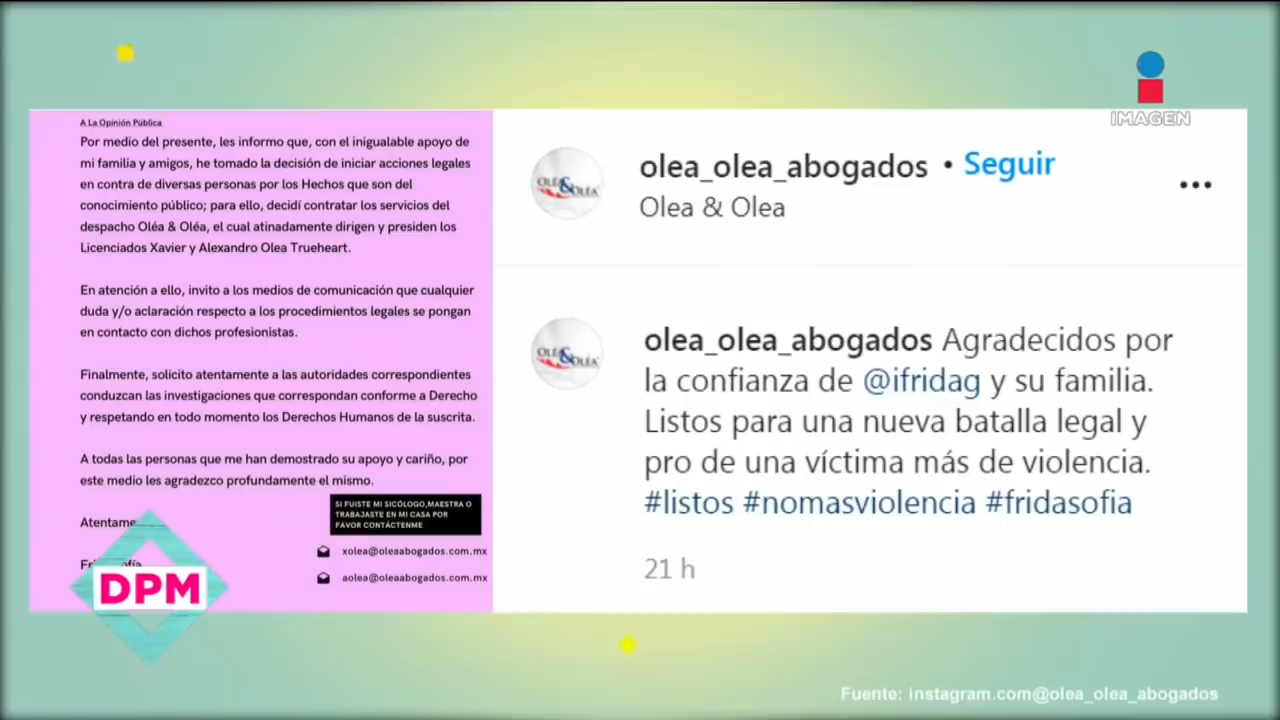 IMAGEN
A La Opinión Pública
Por medio del presente, les informo que, con el inigualable apoyo de
mi familia y amigos, he tomado la decisión de iniciar acciones legales
en contra de diversas personas por los Hechos que son del
conocimiento público; para ello, decidí contratar los servicios del
despacho Oléa & Oléa, el cual atinadamente dirigen y presiden los
Licenciados Xavier y Alexandro Olea Trueheart.
En atención a ello, invito a los medios de comunicación que cualquier
duda y/o aclaración respecto a los procedimientos legales se pongan
en contacto con dichos profesionistas.
Finalmente, solicito atentamente a las autoridades correspondientes
conduzcan las investigaciones que correspondan conforme a Derecho
y respetando en todo momento los Derechos Humanos de la suscrita.
A todas las personas que me han demostrado su apoyo y cariño, por
este medio les agradezco profundamente el mismo.
Atentame
SI FUISTE MI SICÓLOGO,MAESTRA O
TRABAJASTE EN MI CASA POR
FAVOR CONTÁCTENME
xolea@oleaabogados.com.mx
aolea@oleaabogados.com.mx
DPM
OLÉA&OLÉA
olea_olea_abogados • Seguir
Olea & Olea
OLÉA&OLÉA
olea_olea_abogados Agradecidos por
la confianza de @ifridag y su familia.
Listos para una nueva batalla legal y
pro de una víctima más de violencia.
#listos #nomasviolencia #fridasofia
21 h
Fuente: instagram.com@olea_olea_abogados